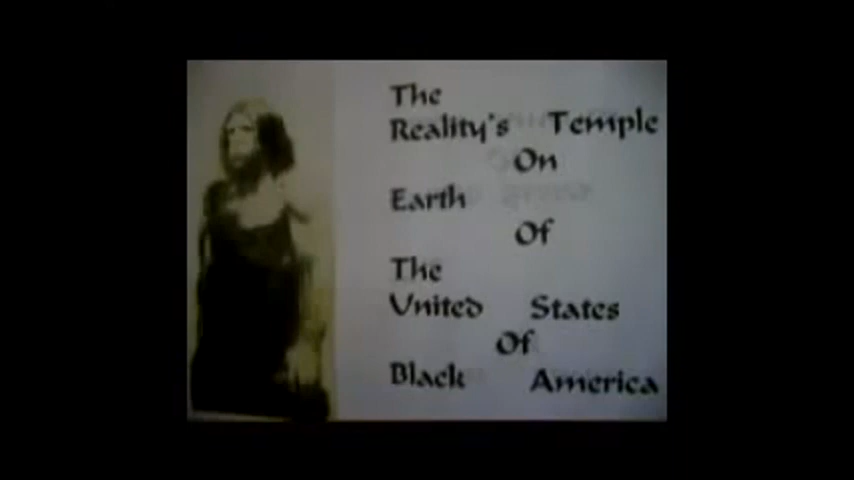 The
Reality's Temple
On
Earth
Of
The
United States
Of
Black America